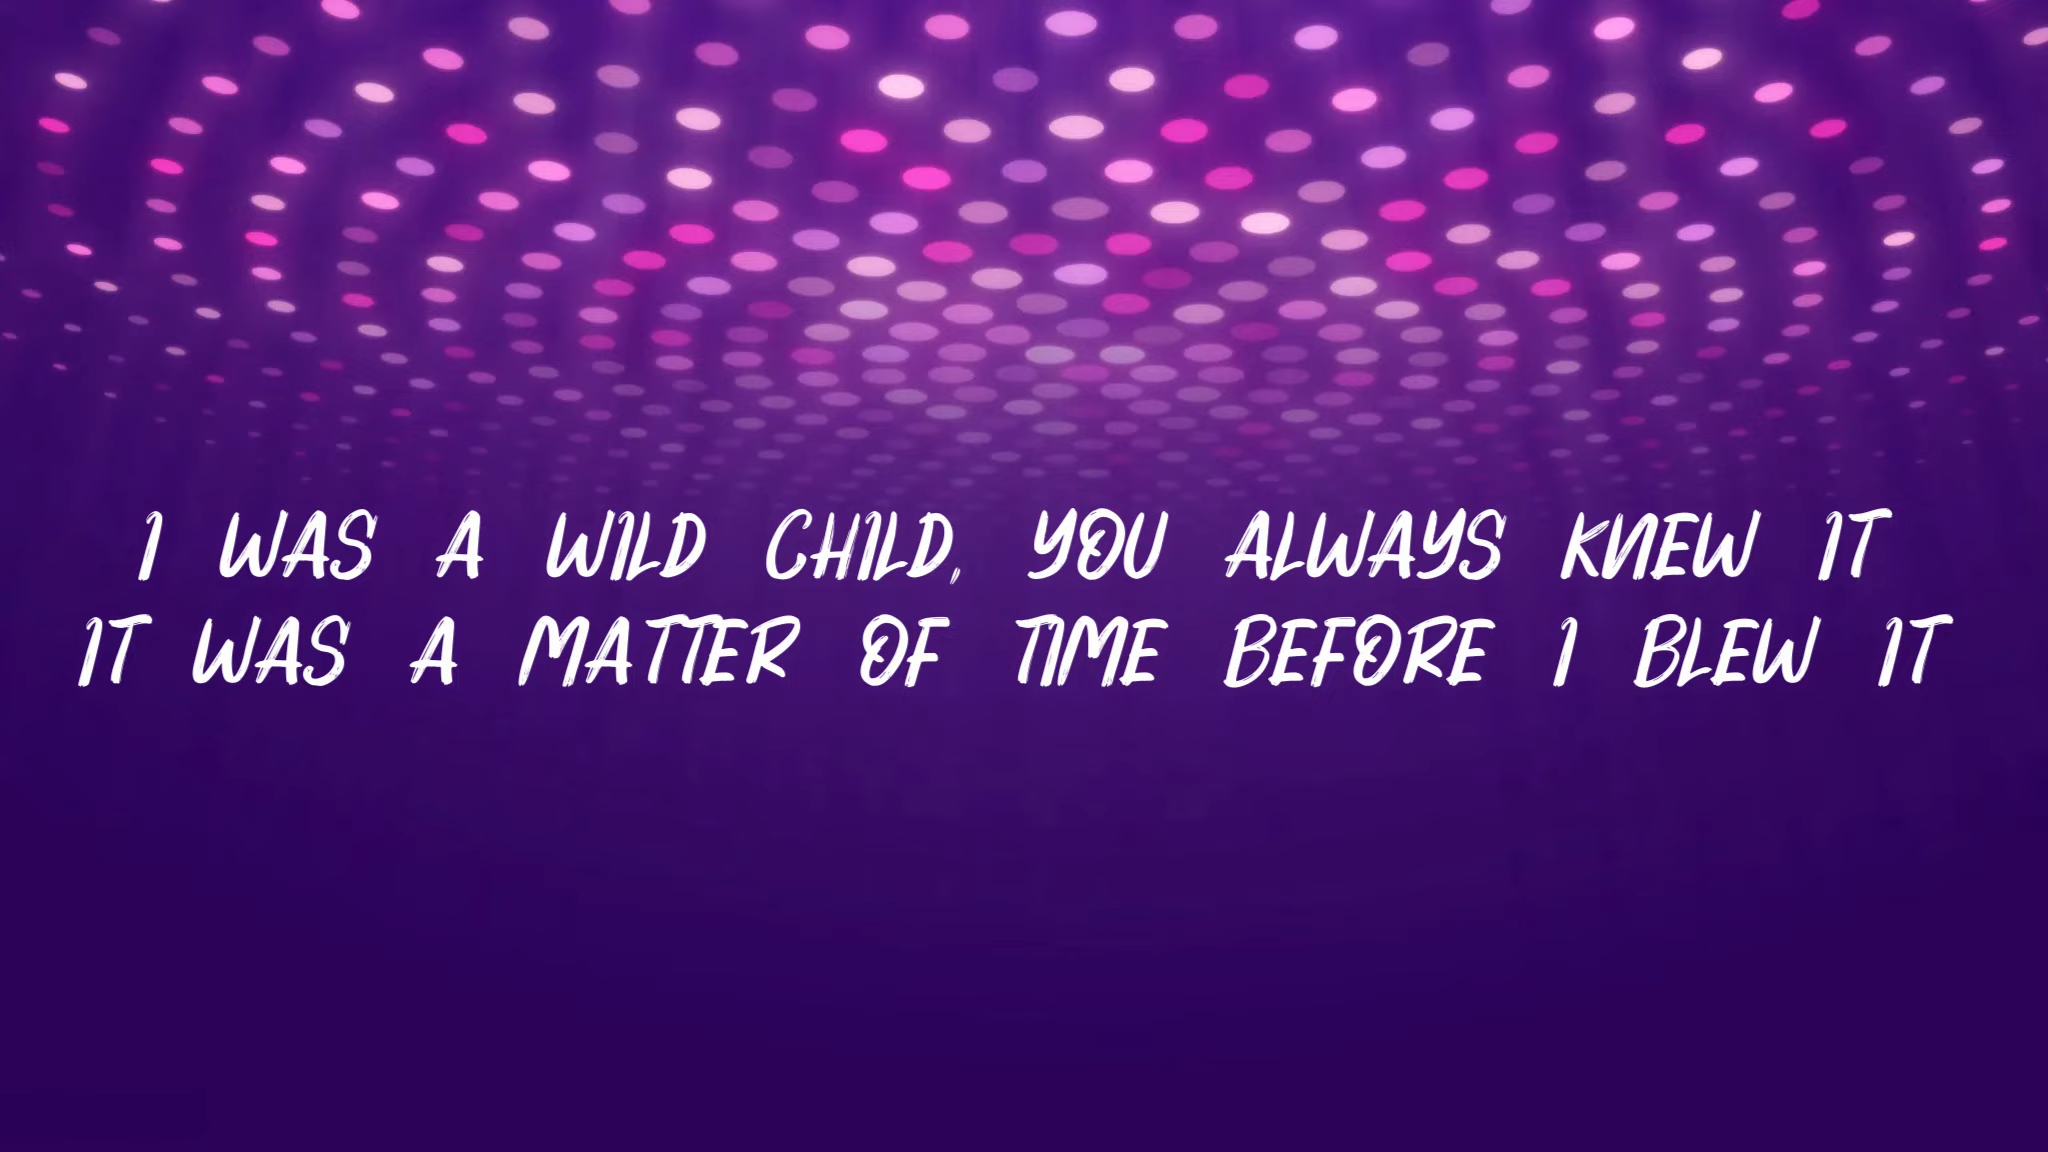 I WAS A WILD CHILD, YOU ALWAYS KNEW IT
IT WAS A MATTER OF TIME BEFORE I BLEW IT